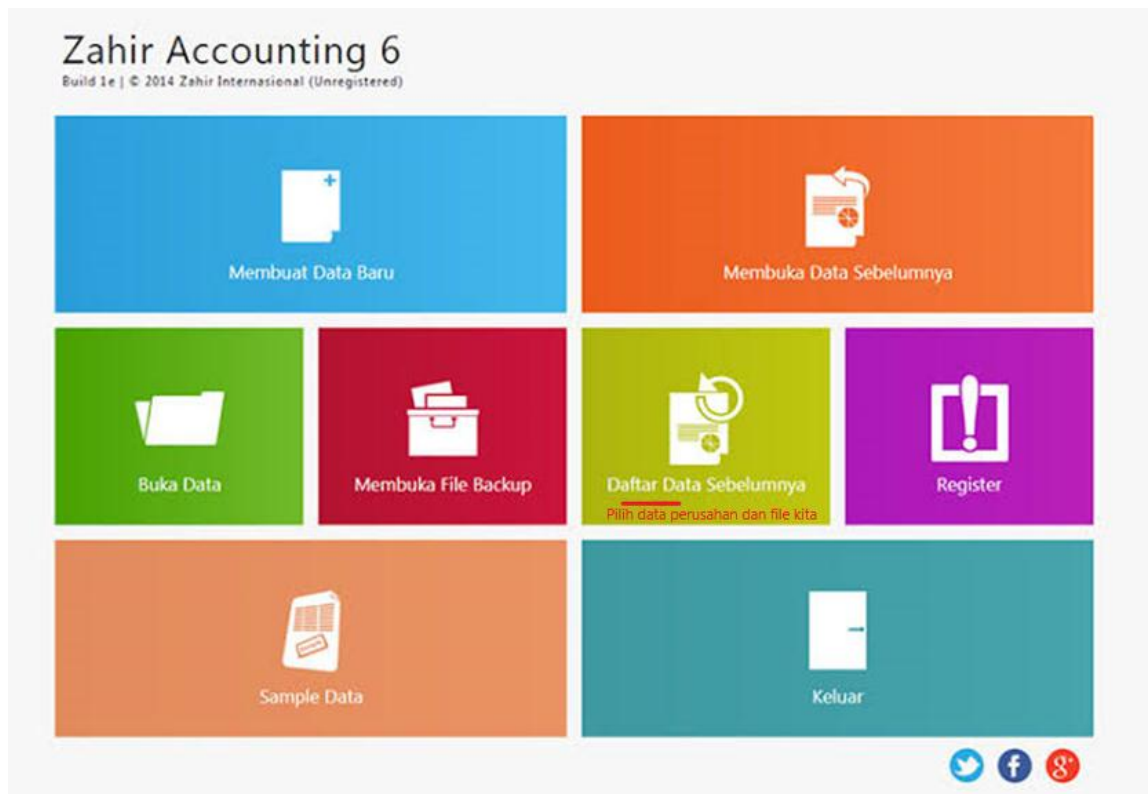 Zahir Accounting 6
Build 1e | © 2014 Zahir Internasional (Unregistered)
Membuat Data Baru
Membuka Data Sebelumnya
Buka Data
Membuka File Backup
Daftar Data Sebelumnya
Pilih data perusahan dan file kita
Register
Sample Data
Keluar